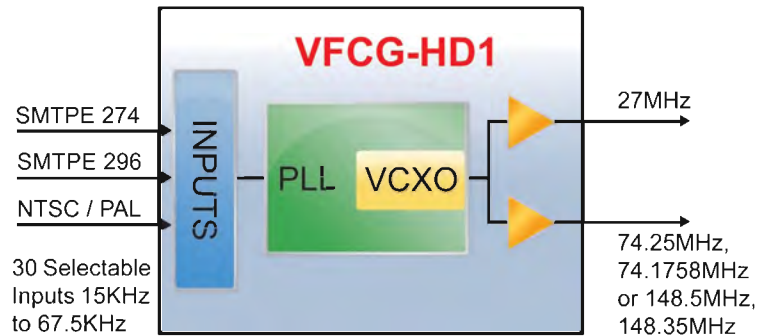 VFCG-HD1
SMTPE 274
SMTPE 296
NTSC / PAL
30 Selectable
Inputs 15KHz
to 67.5KHz
INPUTS
PLL
VCXO
27MHz
74.25MHz,
74.1758MHz
or 148.5MHz,
148.35MHz